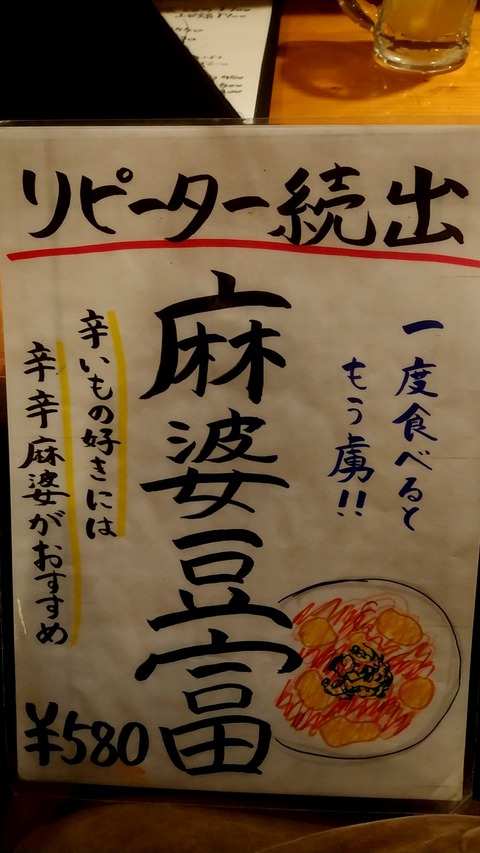 リピーター続出
一度食べると
もう虜!!
麻婆豆富
辛いもの好きには
辛辛麻婆がおすすめ
¥580